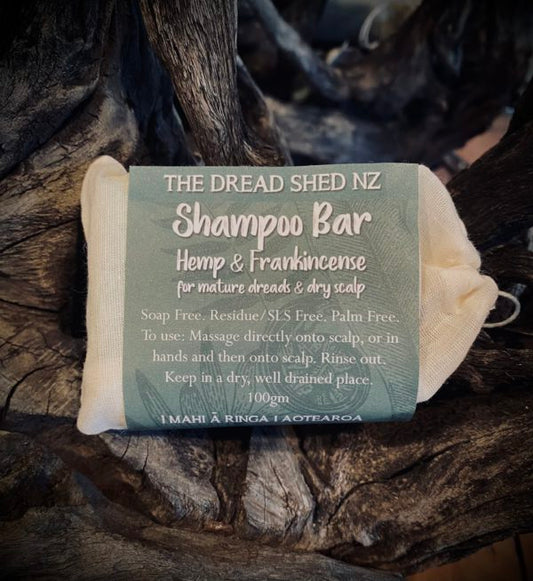 THE DREAD SHED NZ
Shampoo Bar
Hemp & Frankincense
for mature dreads & dry scalp
Soap Free. Residue/SLS Free. Palm Free.
To use: Massage directly onto scalp, or in
hands and then onto scalp. Rinse out.
Keep in a dry, well drained place.
100gm
I MAHI Ā RINGA I AOTEAROA